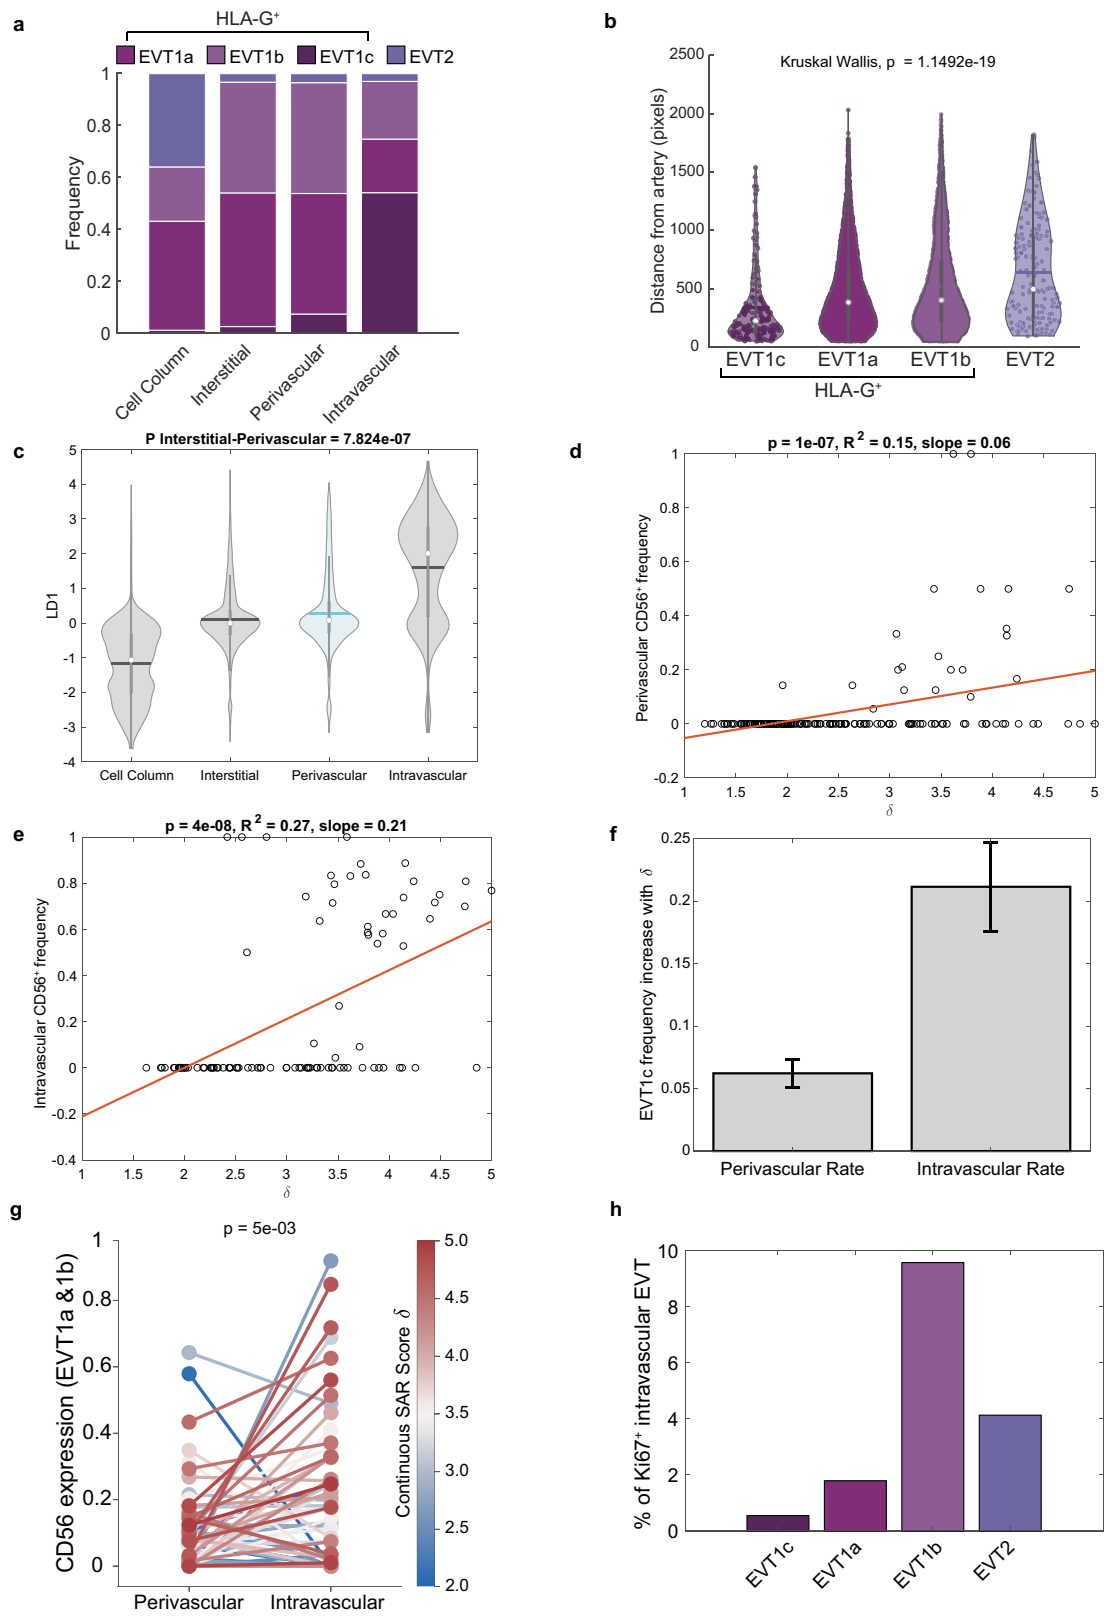 a
HLA-G+
EVT1a EVT1b EVT1c EVT2
1
0.8
0.6
0.4
0.2
0
Frequency
Cell Column
Interstitial
Perivascular
Intravascular
b
Kruskal Wallis, p = 1.1492e-19
2500
2000
1500
1000
500
0
Distance from artery (pixels)
EVT1c EVT1a EVT1b EVT2
HLA-G+
c
P Interstitial-Perivascular = 7.824e-07
5
4
3
2
1
0
-1
-2
-3
-4
LD1
Cell Column Interstitial Perivascular Intravascular
d
p = 1e-07, R2 = 0.15, slope = 0.06
1
0.8
0.6
0.4
0.2
0
-0.2
Perivascular CD56+ frequency
1 1.5 2 2.5 3 3.5 4 4.5 5
δ
e
p = 4e-08, R2 = 0.27, slope = 0.21
1
0.8
0.6
0.4
0.2
0
-0.2
-0.4
Intravascular CD56+ frequency
1 1.5 2 2.5 3 3.5 4 4.5 5
δ
f
0.25
0.2
0.15
0.1
0.05
0
EVT1c frequency increase with δ
Perivascular Rate Intravascular Rate
g
p = 5e-03
1
0.8
0.6
0.4
0.2
0
CD56 expression (EVT1a &1b)
Perivascular Intravascular
Continuous SAR Score δ
5.0
4.5
4.0
3.5
3.0
2.5
2.0
h
10
8
6
4
2
0
% of Ki67+ intravascular EVT
EVT1c
EVT1a
EVT1b
EVT2